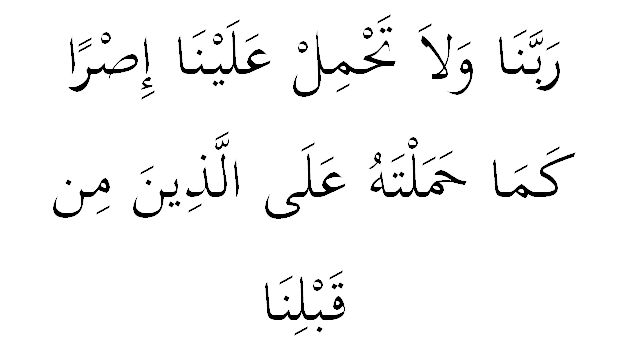 رَبَّنَا وَلاَ تَحْمِلْ عَلَيْنَا إِصْرًا
كَمَا حَمَلْتَهُ عَلَى الَّذِينَ مِن
قَبْلِنَا